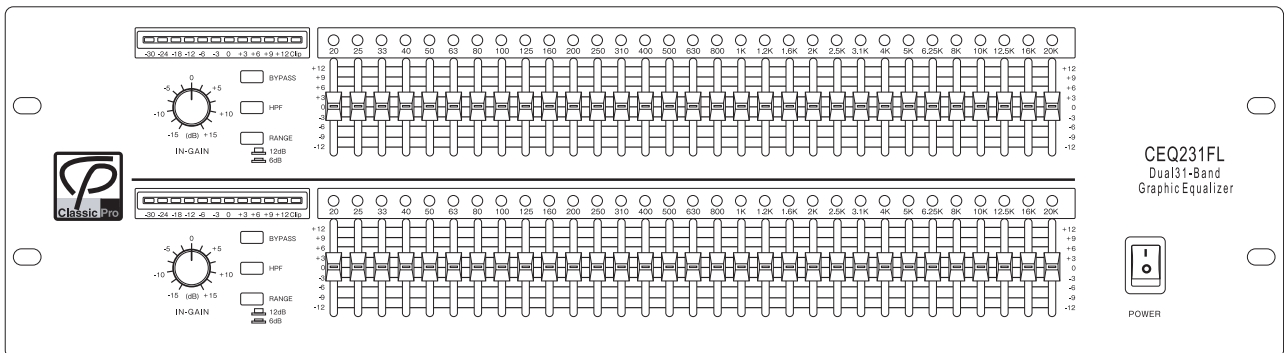 -30 -24 -18 -12 -6 -3 0 +3 +6 +9 +12 Clip
20 25 33 40 50 63 80 100 125 160 200 250 310 400 500 630 800 1K 1.2K 1.6K 2K 2.5K 3.1K 4K 5K 6.25K 8K 10K 12.5K 16K 20K
0
-5 +5
-10 +10
-15 (dB) +15
IN-GAIN
BYPASS
HPF
RANGE
12dB
6dB
+12 +12
+9 +9
+6 +6
+3 +3
0 0
-3 -3
-6 -6
-9 -9
-12 -12
Classic Pro
CEQ231FL
Dual31-Band
Graphic Equalizer
-30 -24 -18 -12 -6 -3 0 +3 +6 +9 +12 Clip
20 25 33 40 50 63 80 100 125 160 200 250 310 400 500 630 800 1K 1.2K 1.6K 2K 2.5K 3.1K 4K 5K 6.25K 8K 10K 12.5K 16K 20K
0
-5 +5
-10 +10
-15 (dB) +15
IN-GAIN
BYPASS
HPF
RANGE
12dB
6dB
+12 +12
+9 +9
+6 +6
+3 +3
0 0
-3 -3
-6 -6
-9 -9
-12 -12
POWER